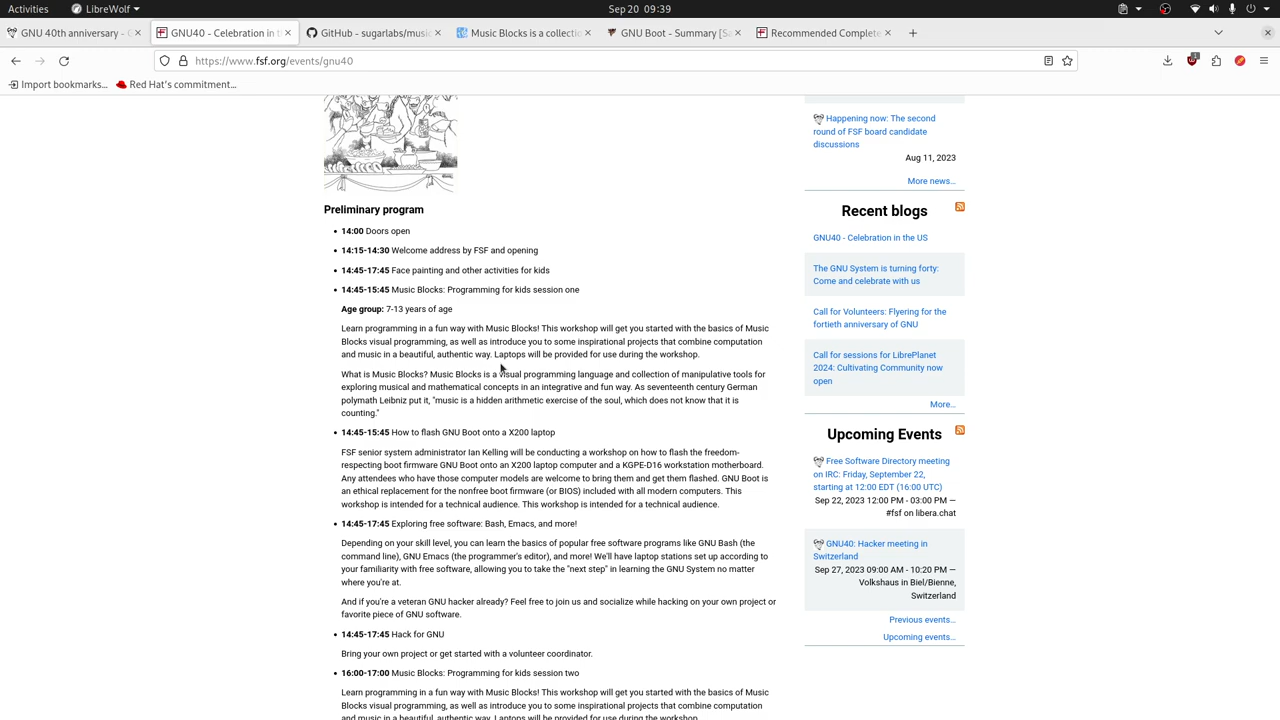 Activities
LibreWolf
Sep 20 09:39
GNU 40th anniversary - C
GNU40 - Celebration in t
GitHub - sugarlabs/music
Music Blocks is a collectio
GNU Boot - Summary [Sa
Recommended Complete
https://www.fsf.org/events/gnu40
1
Import bookmarks...
Red Hat's commitment...
Preliminary program
• 14:00 Doors open
• 14:15-14:30 Welcome address by FSF and opening
• 14:45-17:45 Face painting and other activities for kids
• 14:45-15:45 Music Blocks: Programming for kids session one
Age group: 7-13 years of age
Learn programming in a fun way with Music Blocks! This workshop will get you started with the basics of Music
Blocks visual programming, as well as introduce you to some inspirational projects that combine computation
and music in a beautiful, authentic way. Laptops will be provided for use during the workshop.
What is Music Blocks? Music Blocks is a visual programming language and collection of manipulative tools for
exploring musical and mathematical concepts in an integrative and fun way. As seventeenth century German
polymath Leibniz put it, "music is a hidden arithmetic exercise of the soul, which does not know that it is
counting."
• 14:45-15:45 How to flash GNU Boot onto a X200 laptop
FSF senior system administrator Ian Kelling will be conducting a workshop on how to flash the freedom-
respecting boot firmware GNU Boot onto an X200 laptop computer and a KGPE-D16 workstation motherboard.
Any attendees who have those computer models are welcome to bring them and get them flashed. GNU Boot is
an ethical replacement for the nonfree boot firmware (or BIOS) included with all modern computers. This
workshop is intended for a technical audience. This workshop is intended for a technical audience.
• 14:45-17:45 Exploring free software: Bash, Emacs, and more!
Depending on your skill level, you can learn the basics of popular free software programs like GNU Bash (the
command line), GNU Emacs (the programmer's editor), and more! We'll have laptop stations set up according to
your familiarity with free software, allowing you to take the "next step" in learning the GNU System no matter
where you're at.
And if you're a veteran GNU hacker already? Feel free to join us and socialize while hacking on your own project or
favorite piece of GNU software.
• 14:45-17:45 Hack for GNU
Bring your own project or get started with a volunteer coordinator.
• 16:00-17:00 Music Blocks: Programming for kids session two
Learn programming in a fun way with Music Blocks! This workshop will get you started with the basics of Music
Blocks visual programming, as well as introduce you to some inspirational projects that combine computation
and music in a beautiful, authentic way. Laptops will be provided for use during the workshop.
Happening now: The second
round of FSF board candidate
discussions
Aug 11, 2023
More news…
Recent blogs
GNU40 - Celebration in the US
The GNU System is turning forty:
Come and celebrate with us
Call for Volunteers: Flyering for the
fortieth anniversary of GNU
Call for sessions for LibrePlanet
2024: Cultivating Community now
open
More…
Upcoming Events
Free Software Directory meeting
on IRC: Friday, September 22,
starting at 12:00 EDT (16:00 UTC)
Sep 22, 2023 12:00 PM - 03:00 PM —
#fsf on libera.chat
GNU40: Hacker meeting in
Switzerland
Sep 27, 2023 09:00 AM - 10:20 PM —
Volkshaus in Biel/Bienne,
Switzerland
Previous events…
Upcoming events…